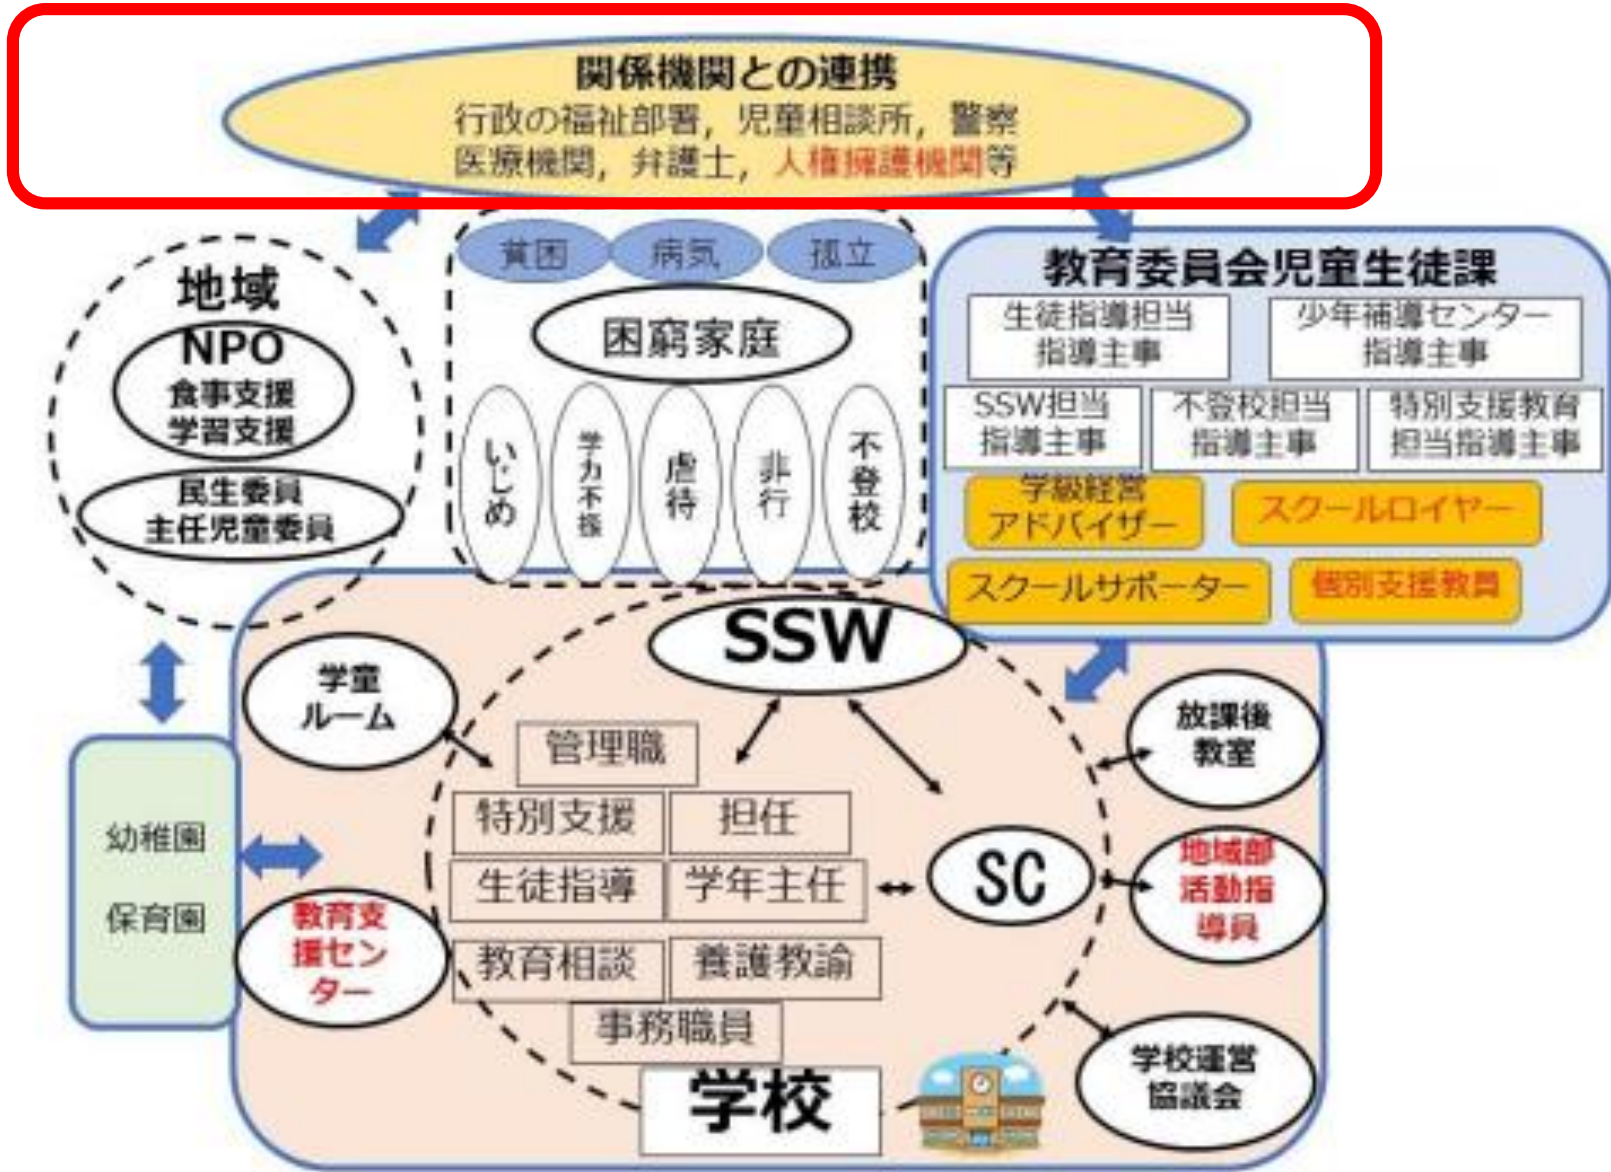 関係機関との連携
行政の福祉部署，児童相談所，警察
医療機関，弁護士，人権擁護機関等
地域
NPO
食事支援
学習支援
民生委員
主任児童委員
貧困
病気
孤立
困窮家庭
いじめ
学力不振
虐待
非行
不登校
教育委員会児童生徒課
生徒指導担当
指導主事
少年補導センター
指導主事
SSW担当
指導主事
不登校担当
指導主事
特別支援教育
担当指導主事
学級経営
アドバイザー
スクールロイヤー
スクールサポーター
個別支援教員
SSW
学童
ルーム
管理職
特別支援
担任
生徒指導
学年主任
教育相談
養護教諭
事務職員
SC
放課後
教室
地域部
活動指
導員
学校運営
協議会
幼稚園
保育園
教育支
援セン
ター
学校